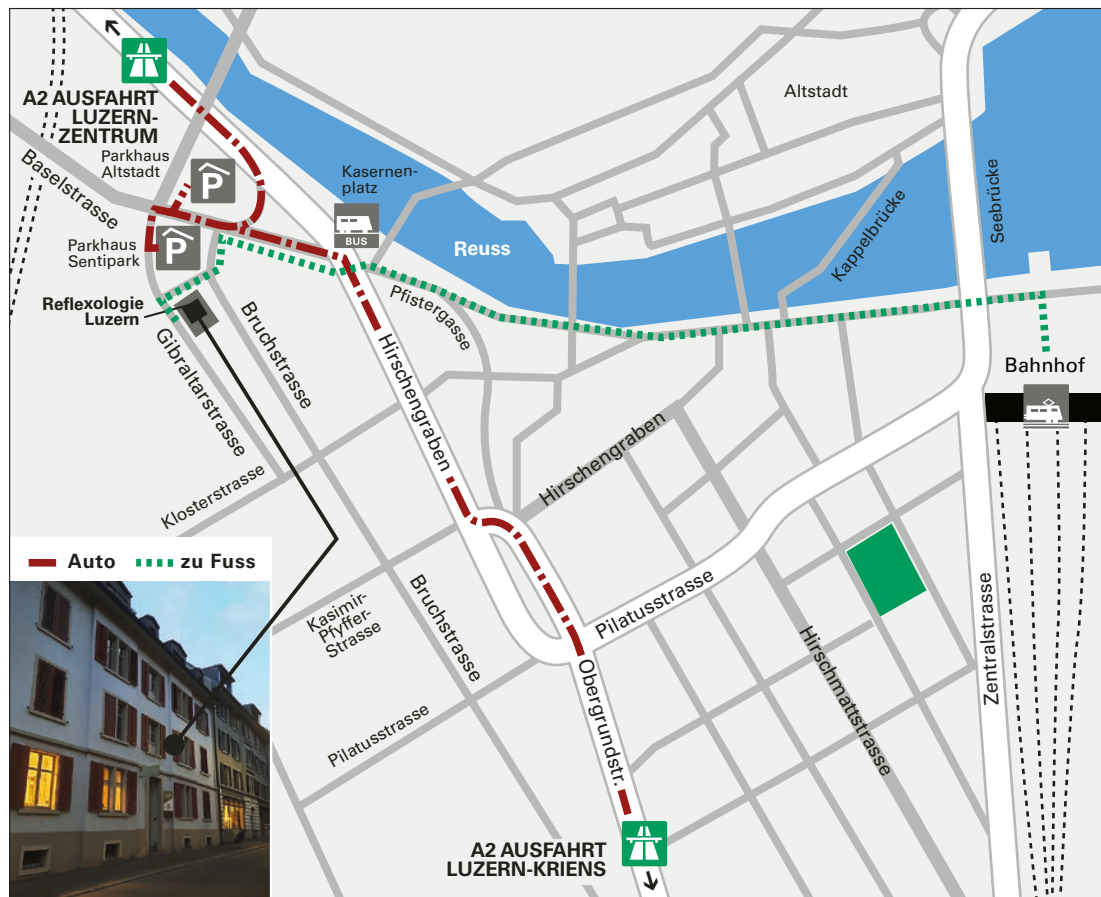 A2 AUSFAHRT
LUZERN-
ZENTRUM
Parkhaus
Altstadt
P
Baselstrasse
Parkhaus
Sentipark
P
Kasernen-
platz
BUS
Altstadt
Reuss
Kappelbrücke
Seebrücke
Reflexologie
Luzern
Pfistergasse
Bruchstrasse
Gibraltarstrasse
Hirschengraben
Bahnhof
Hirschengraben
Klosterstrasse
Auto
zu Fuss
Kasimir-
Pfyffer-
Strasse
Bruchstrasse
Pilatusstrasse
Pilatusstrasse
Obergrundstr.
Hirschmattstrasse
Zentralstrasse
A2 AUSFAHRT
LUZERN-KRIENS